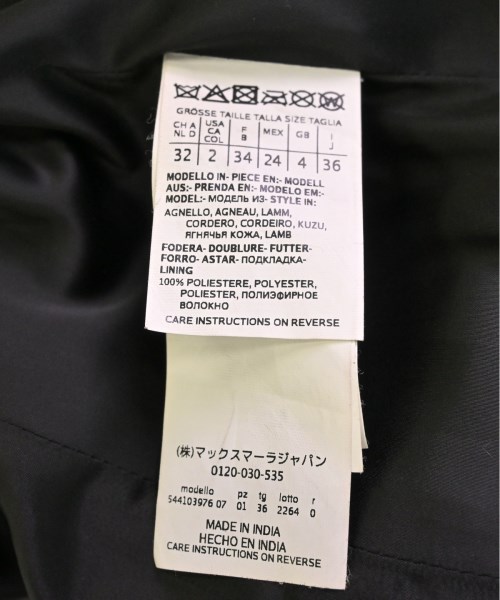 GRÖSSE TAILLE TALLA SIZE TAGLIA
CH A NL D USA CA COL F B MEX GB I J
32 2 34 24 4 36
MODELLO IN- PIECE EN:- MODELL
AUS:- PRENDA EN:- MODELO EM:-
MODEL:- МОДЕЛЬ ИЗ- STYLE IN:
AGNELLO, AGNEAU, LAMM,
CORDERO, CORDEIRO, KUZU,
ЯГНЯЧЬЯ КОЖА, LAMB
FODERA- DOUBLURE- FUTTER-
FORRO- ASTAR- ПОДКЛАДКА-
LINING
100% POLIESTERE, POLYESTER,
POLIESTER, ПОЛИЭФИРНОЕ
ВОЛОКНО
CARE INSTRUCTIONS ON REVERSE
(株)マックスマーラジャパン
0120-030-535
modello pz tg lotto r
544103976 07 01 36 2264 0
MADE IN INDIA
HECHO EN INDIA
CARE INSTRUCTIONS ON REVERSE